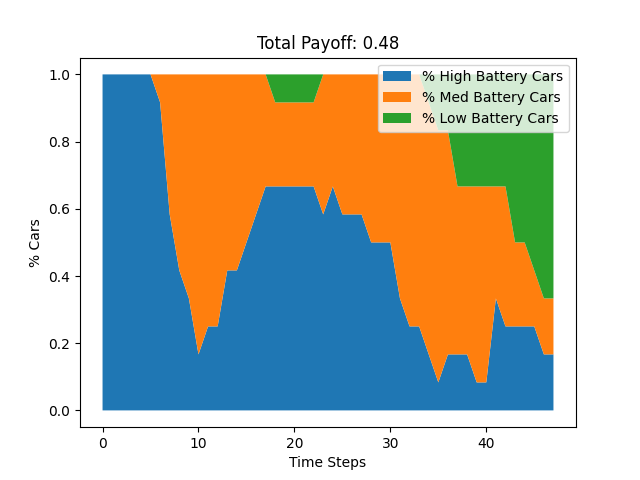 Total Payoff: 0.48
% High Battery Cars
% Med Battery Cars
% Low Battery Cars
1.0
0.8
0.6
0.4
0.2
0.0
% Cars
0
10
20
30
40
Time Steps